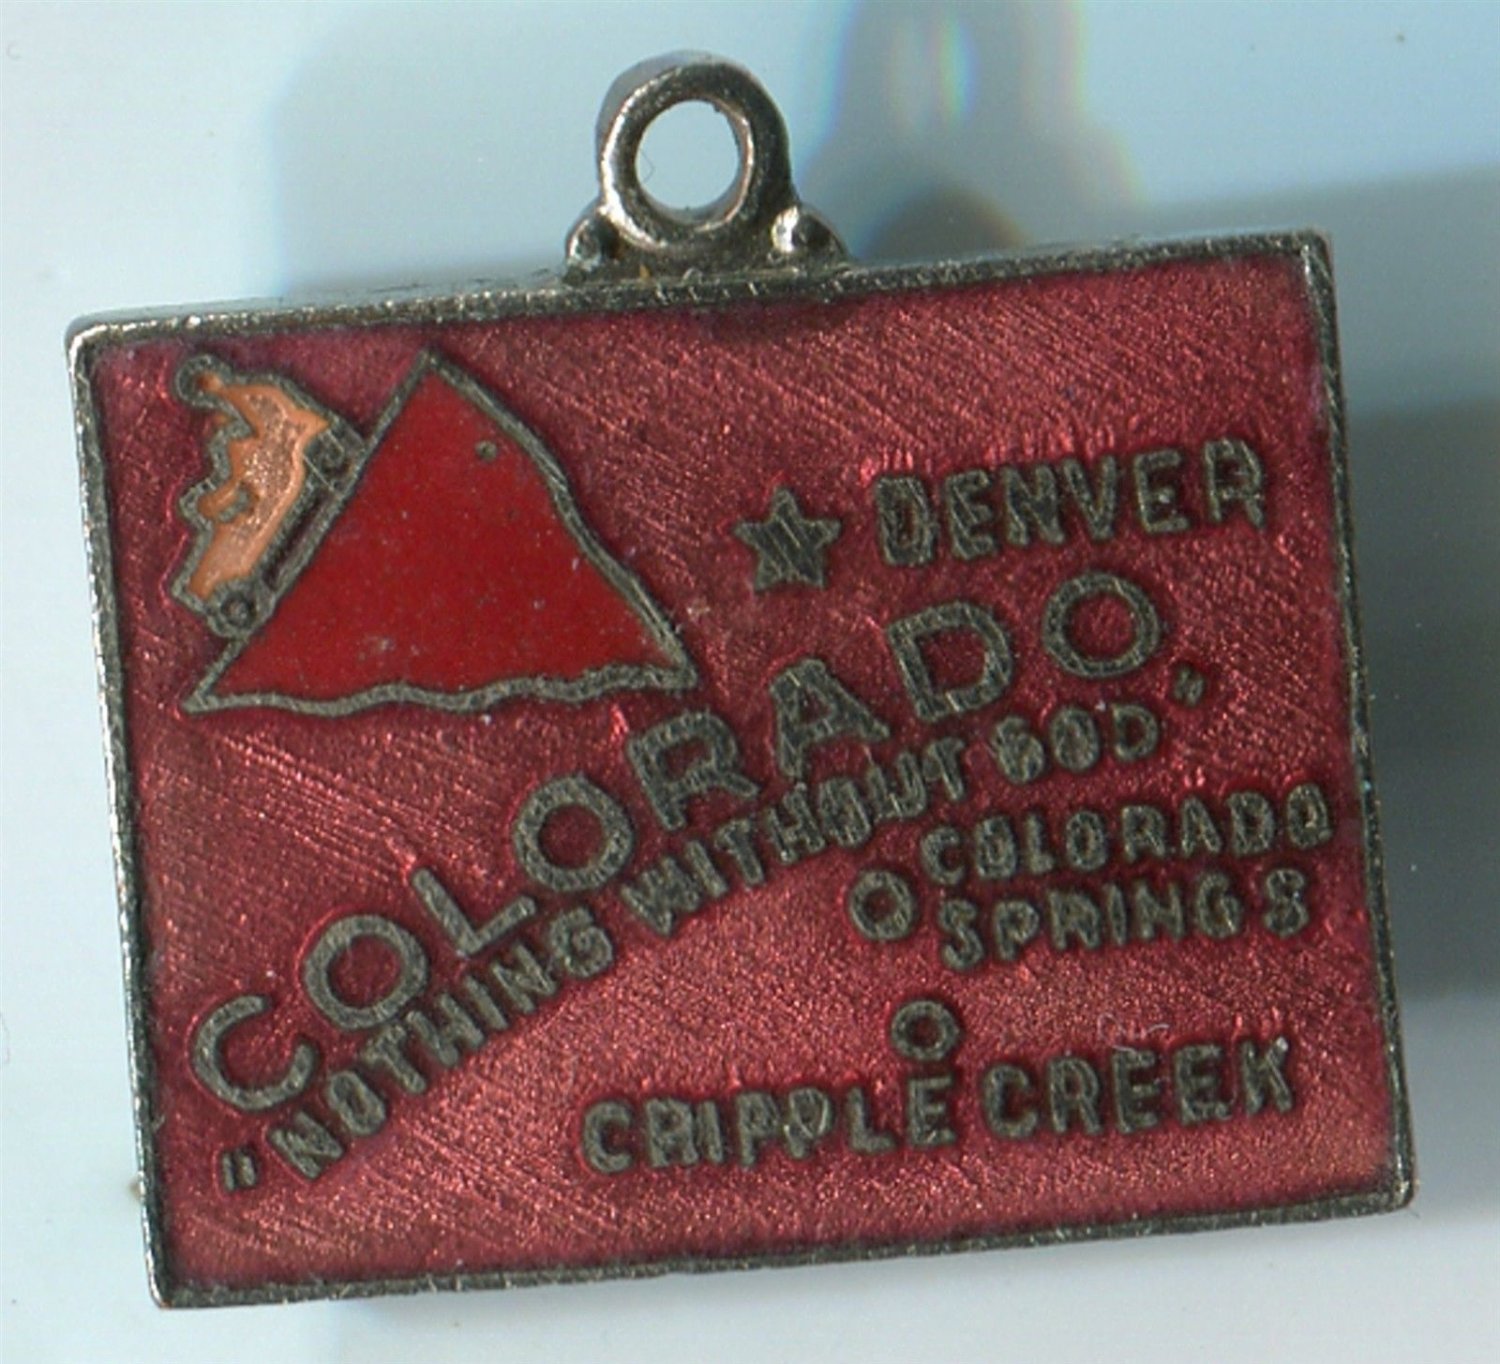 DENVER
COLORADO,
"NOTHING WITHOUT GOD"
COLORADO
SPRINGS
CRIPPLE CREEK